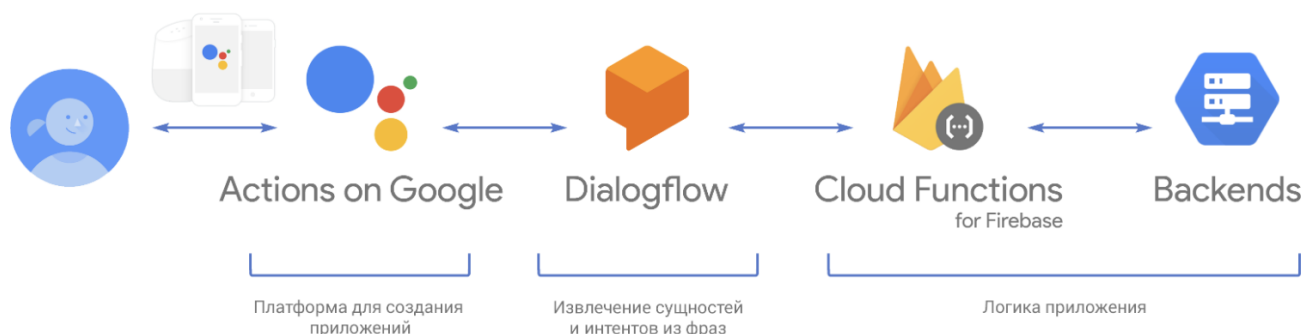 Actions on Google
Dialogflow
Cloud Functions
for Firebase
Backends
Платформа для создания
приложений
Извлечение сущностей
и интентов из фраз
Логика приложения